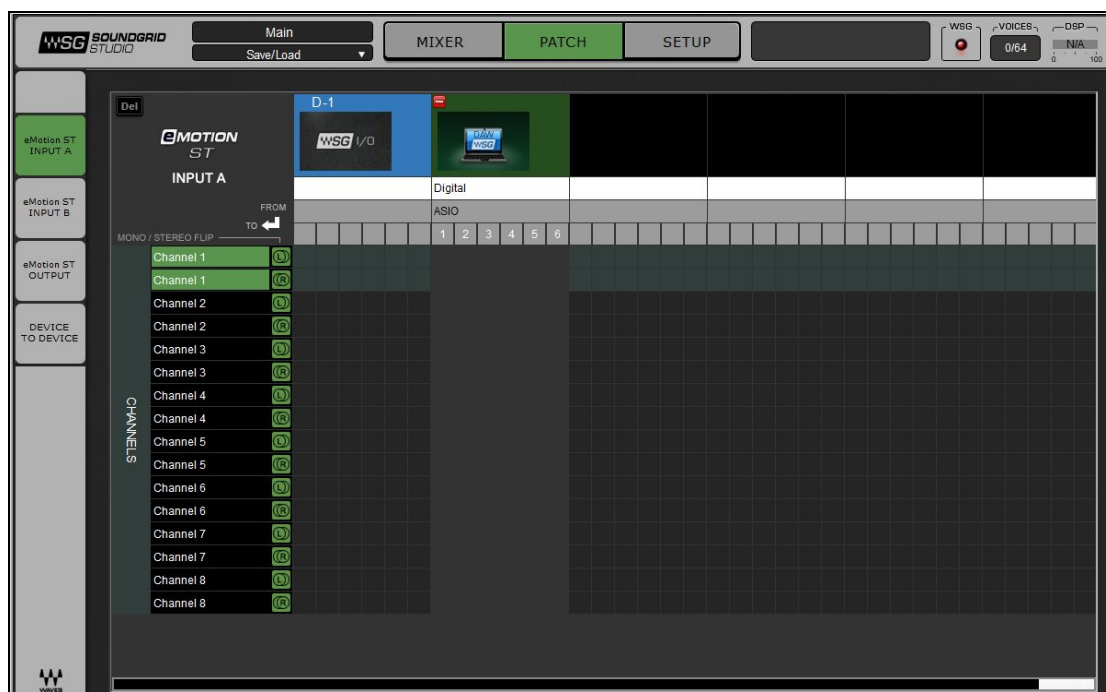 WSG SOUNDGRID STUDIO
Main
Save/Load
MIXER
PATCH
SETUP
WSG
VOICES
0/64
DSP
N/A
0 100
Del
eMOTION
ST
INPUT A
FROM
TO
MONO / STEREO FLIP
D-1
WSG I/O
DAW
WSG
Digital
ASIO
1 2 3 4 5 6
eMotion ST
INPUT A
eMotion ST
INPUT B
eMotion ST
OUTPUT
DEVICE
TO DEVICE
CHANNELS
Channel 1 L
Channel 1 R
Channel 2 L
Channel 2 R
Channel 3 L
Channel 3 R
Channel 4 L
Channel 4 R
Channel 5 L
Channel 5 R
Channel 6 L
Channel 6 R
Channel 7 L
Channel 7 R
Channel 8 L
Channel 8 R
WAVES